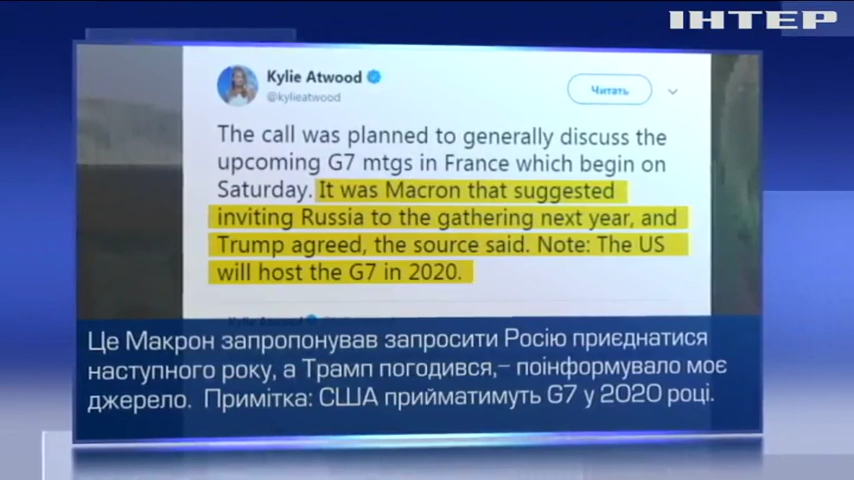 ІНТЕР
Kylie Atwood
@kylieatwood
Читать
The call was planned to generally discuss the
upcoming G7 mtgs in France which begin on
Saturday. It was Macron that suggested
inviting Russia to the gathering next year, and
Trump agreed, the source said. Note: The US
will host the G7 in 2020.
Kylie Atwood
Це Макрон запропонував запросити Росію приєднатися
наступного року, а Трамп погодився,– поінформувало моє
джерело. Примітка: США прийматимуть G7 у 2020 році.